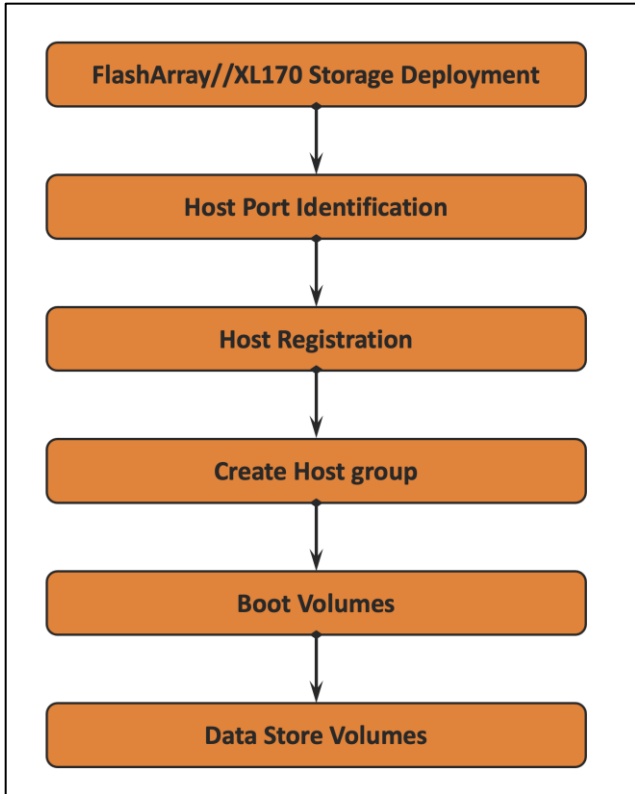 FlashArray//XL170 Storage Deployment
Host Port Identification
Host Registration
Create Host group
Boot Volumes
Data Store Volumes